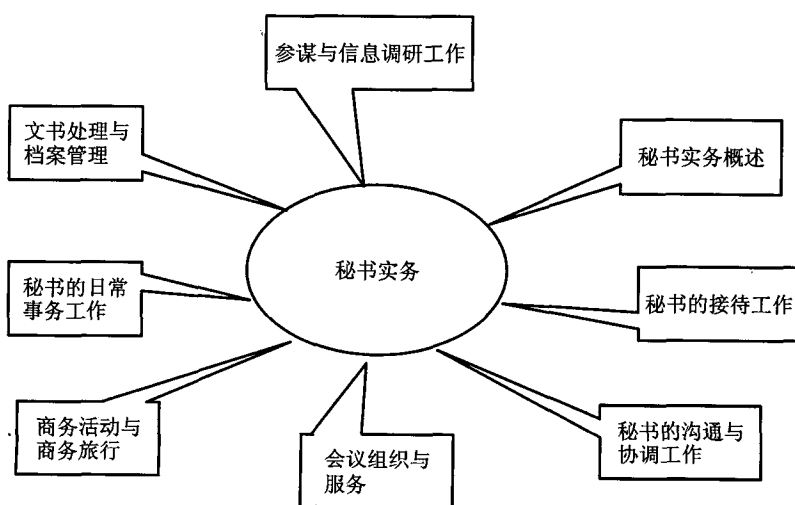 参谋与信息调研工作
文书处理与
档案管理
秘书实务概述
秘书实务
秘书的日常
事务工作
秘书的接待工作
商务活动与
商务旅行
会议组织与
服务
秘书的沟通与
协调工作